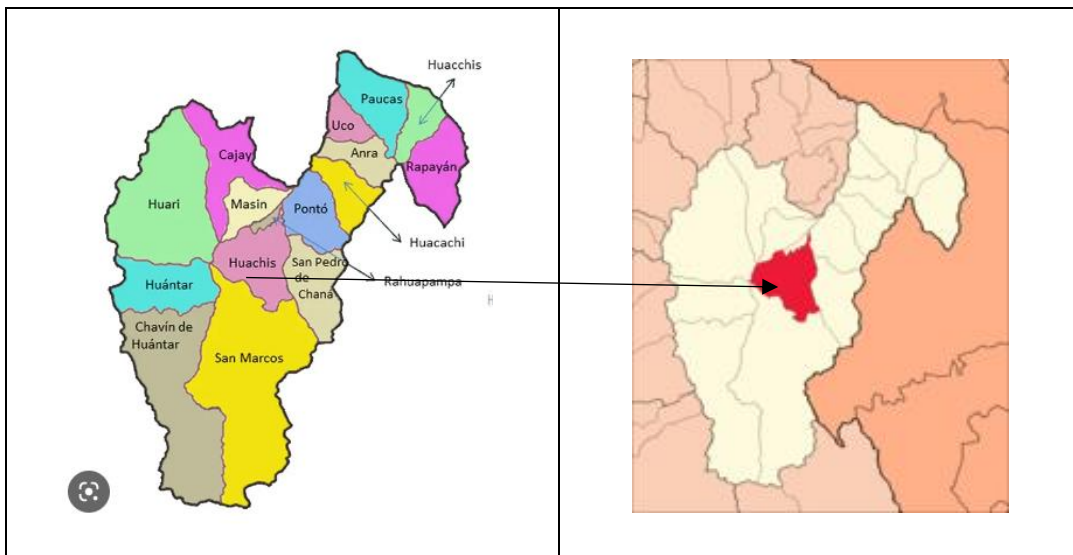 Huacchis
Paucas
Uco
Anra
Cajay
Rapayán
Masin
Huari
Pontó
Huacachi
Huachis
San Pedro
de
Chaná
Rahuapampa
Huántar
H
Chavín de
Huántar
San Marcos